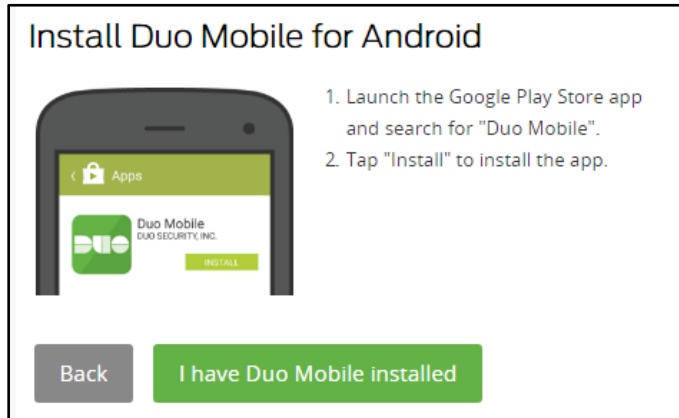 Install Duo Mobile for Android
1. Launch the Google Play Store app
and search for "Duo Mobile".
2. Tap "Install" to install the app.
Apps
Duo Mobile
DUO SECURITY, INC.
DUO
INSTALL
Back
I have Duo Mobile installed